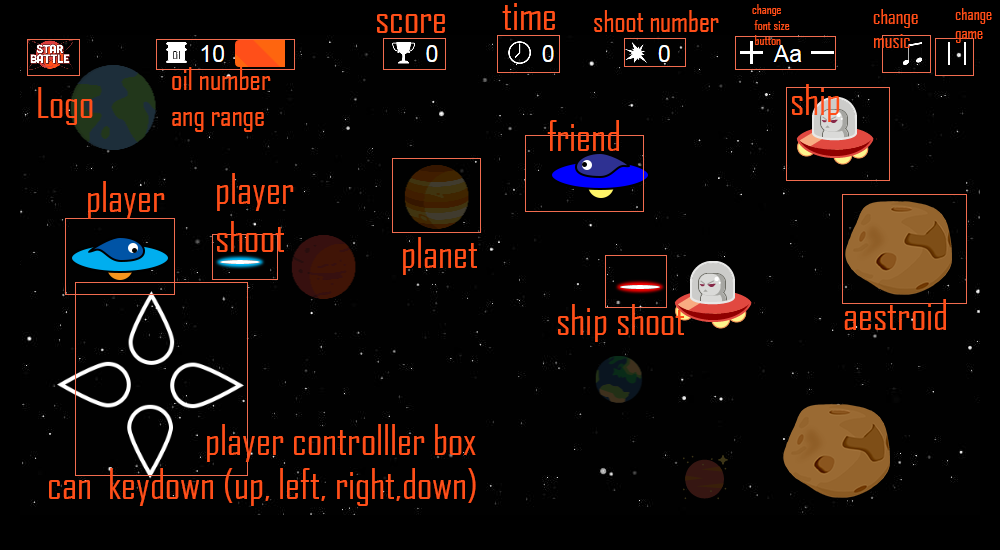 score
time
shoot number
change
font size
button
change
music
change
game
STAR
BATTLE
OI
10
0
0
0
Aa
oil number
ang range
Logo
ship
friend
player
player
shoot
planet
ship shoot
aestroid
player controlller box
can keydown (up, left, right,down)